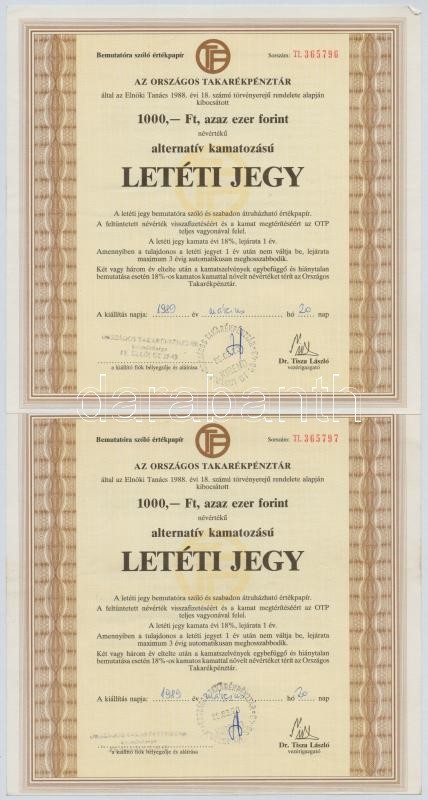 Bemutatóra szóló értékpapír
Sorszám: TL 365796
AZ ORSZÁGOS TAKARÉKPÉNZTÁR
által az Elnöki Tanács 1988. évi 18. számú törvényerejű rendelete alapján
kibocsátott
1000,— Ft, azaz ezer forint
névértékű
alternatív kamatozású
LETÉTI JEGY
A letéti jegy bemutatóra szóló és szabadon átruházható értékpapír.
A feltüntetett névérték visszafizetéséért és a kamat megtérítéséért az OTP
teljes vagyonával felel.
A letéti jegy kamata évi 18%, lejárata 1 év.
Amennyiben a tulajdonos a letéti jegyet 1 év után nem váltja be, lejárata
maximum 3 évig automatikusan meghosszabbodik.
Két vagy három év eltelte után a kamatszelvények egybefüggő és hiánytalan
bemutatása esetén 18%-os kamatos kamattal növelt névértéket térit az Országos
Takarékpénztár.
A kiállítás napja: 1989 év március hó 20 nap
ORSZÁGOS TAKARÉKPÉNZTÁR
a kiállító fiók bélyegzője és aláírása
Dr. Tisza László
vezérigazgató
darabanth
Bemutatóra szóló értékpapír
Sorszám: TL 365797
AZ ORSZÁGOS TAKARÉKPÉNZTÁR
által az Elnöki Tanács 1988. évi 18. számú törvényerejű rendelete alapján
kibocsátott
1000,— Ft, azaz ezer forint
névértékű
alternatív kamatozású
LETÉTI JEGY
A letéti jegy bemutatóra szóló és szabadon átruházható értékpapír.
A feltüntetett névérték visszafizetéséért és a kamat megtérítéséért az OTP
teljes vagyonával felel.
A letéti jegy kamata évi 18%, lejárata 1 év.
Amennyiben a tulajdonos a letéti jegyet 1 év után nem váltja be, lejárata
maximum 3 évig automatikusan meghosszabbodik.
Két vagy három év eltelte után a kamatszelvények egybefüggő és hiánytalan
bemutatása esetén 18%-os kamatos kamattal növelt névértéket térit az Országos
Takarékpénztár.
A kiállítás napja: 1989 év március hó 20 nap
a kiállító fiók bélyegzője és aláírása
Dr. Tisza László
vezérigazgató